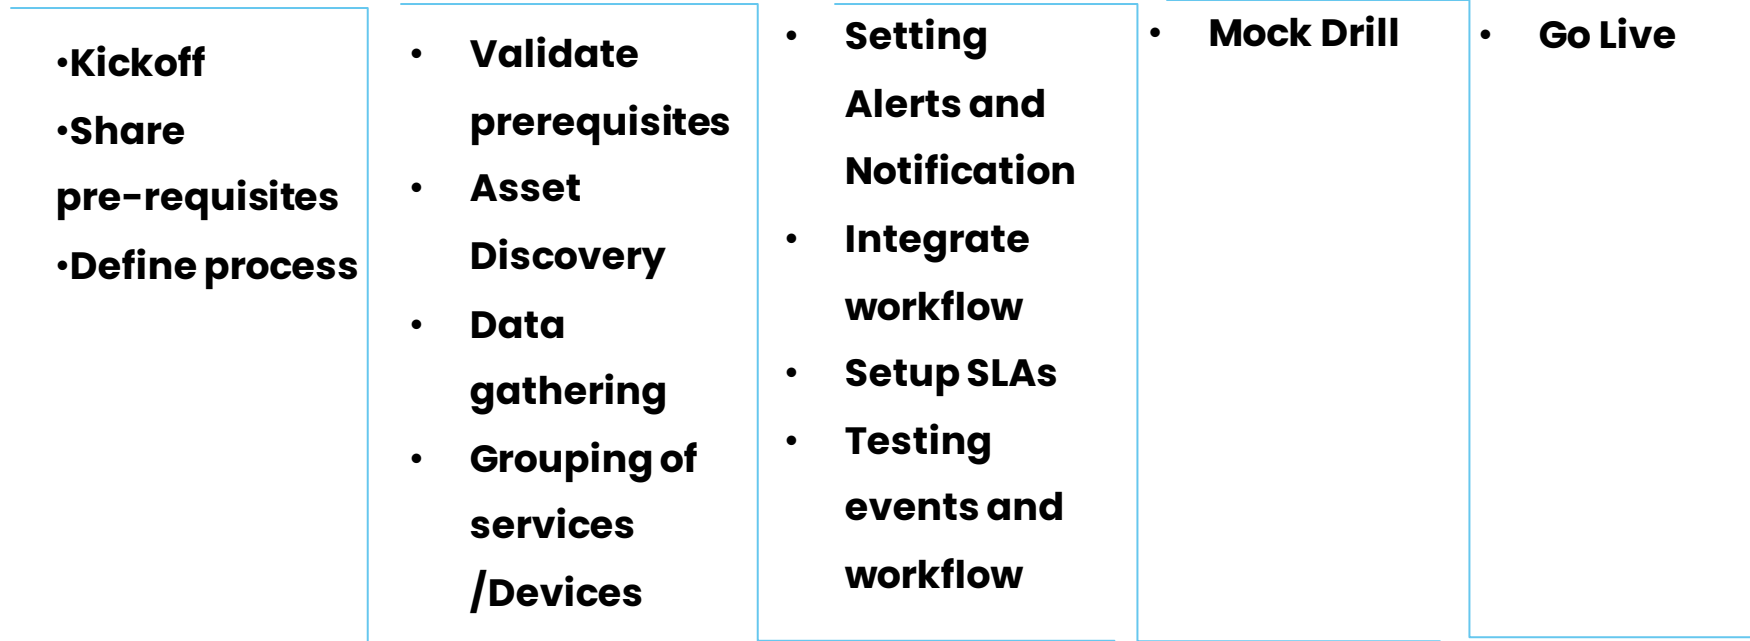 •Kickoff
•Share
pre-requisites
•Define process
• Validate
prerequisites
• Asset
Discovery
• Data
gathering
• Grouping of
services
/Devices
• Setting
Alerts and
Notification
• Integrate
workflow
• Setup SLAs
• Testing
events and
workflow
• Mock Drill
• Go Live